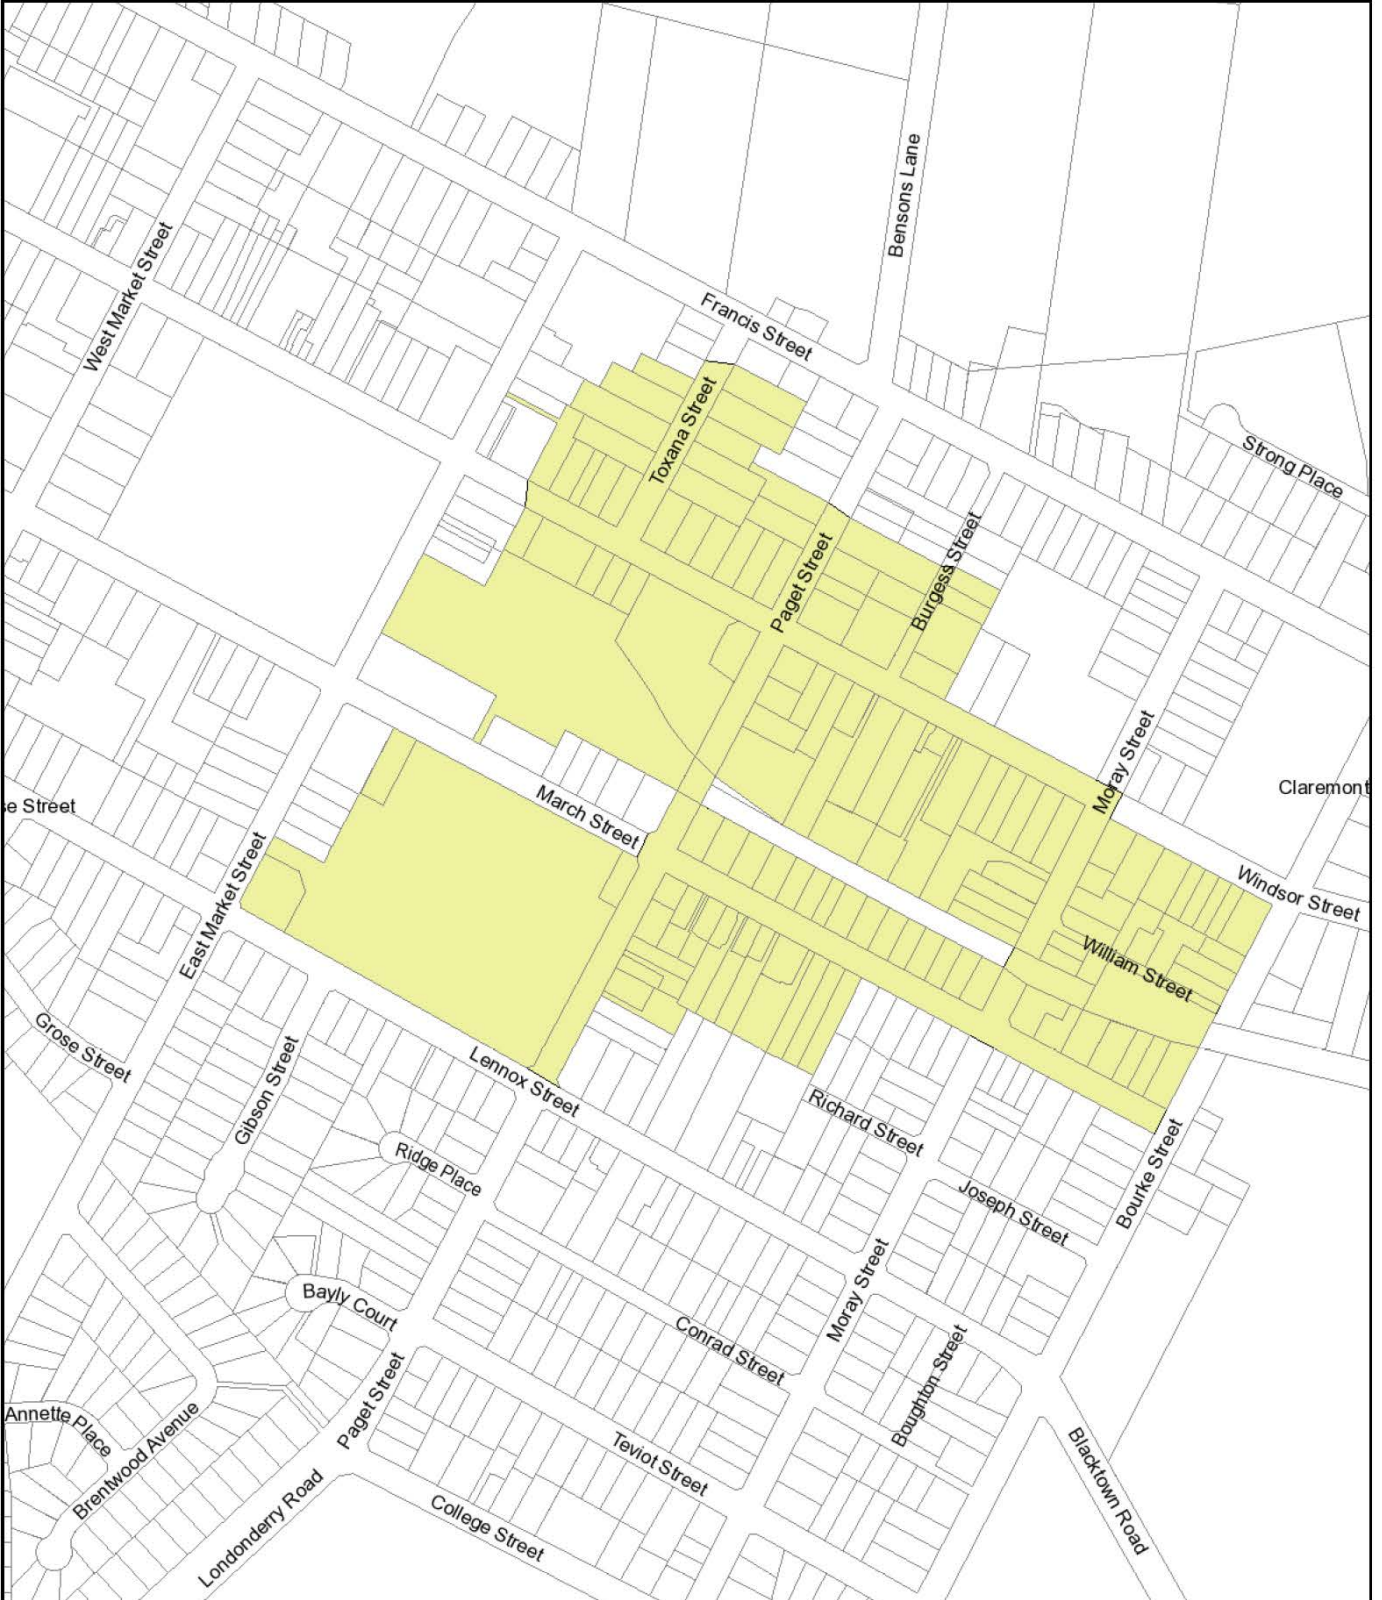 Bensons Lane
West Market Street
Francis Street
Toxana Street
Strong Place
Paget Street
Burgess Street
Moray Street
Claremont
se Street
March Street
East Market Street
Windsor Street
William Street
Grose Street
Gibson Street
Lennox Street
Richard Street
Ridge Place
Joseph Street
Bourke Street
Bayly Court
Moray Street
Conrad Street
Paget Street
Boughton Street
Annette Place
Brentwood Avenue
Teviot Street
Blacktown Road
Londonderry Road
College Street